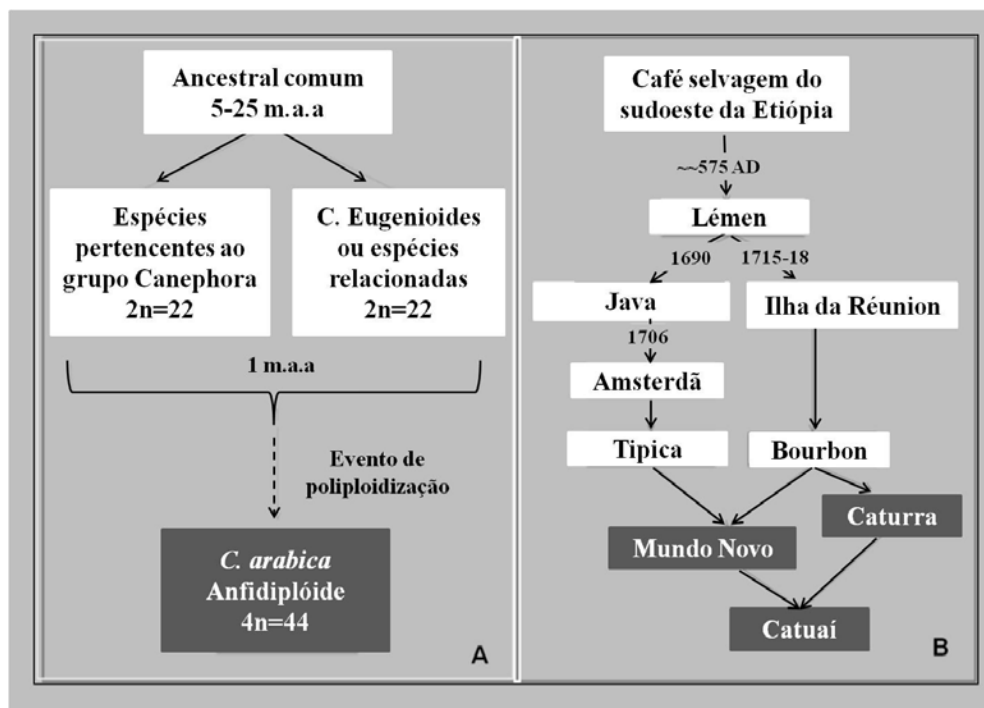 Ancestral comum
5-25 m.a.a
Espécies
pertencentes ao
grupo Canephora
2n=22
C. Eugenioides
ou espécies
relacionadas
2n=22
1 m.a.a
Evento de
poliploidização
C. arabica
Anfidiplóide
4n=44
A
Café selvagem do
sudoeste da Etiópia
~~575 AD
Lémen
1690
1715-18
Java
Ilha da Réunion
1706
Amsterdã
Tipica
Bourbon
Caturra
Mundo Novo
Catuaí
B